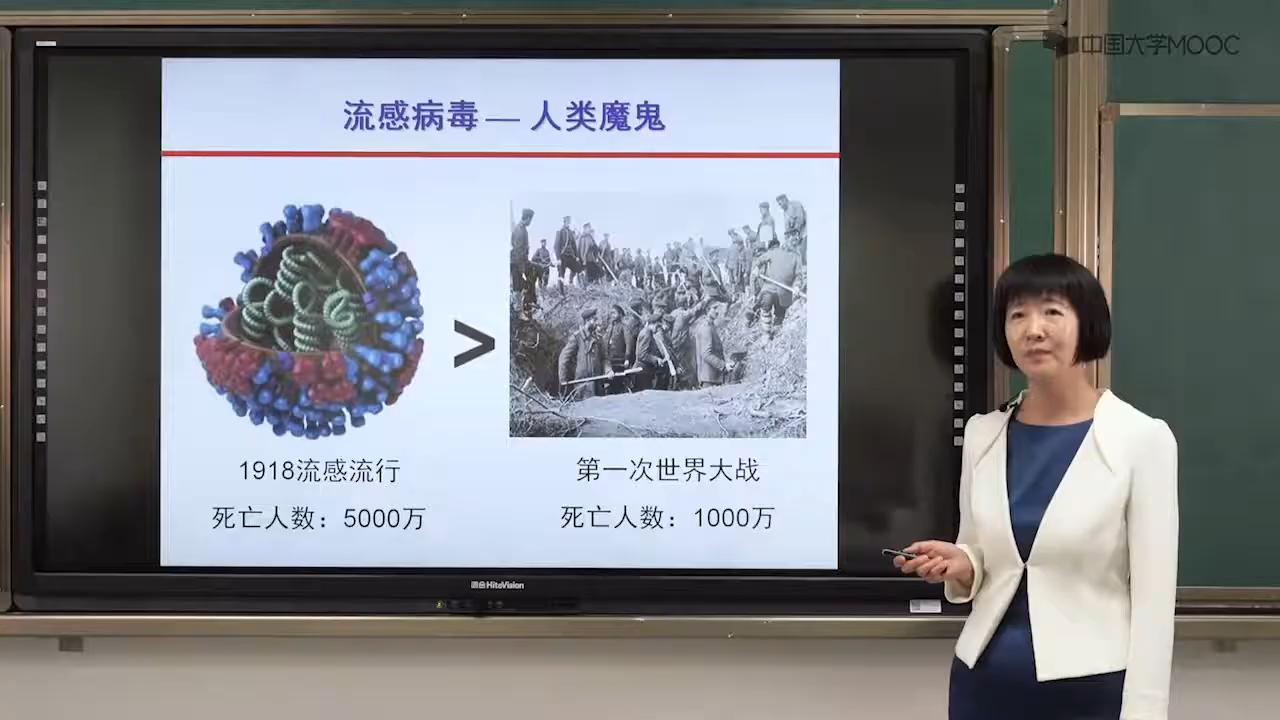 中国大学MOOC
流感病毒 — 人类魔鬼
>
1918流感流行
第一次世界大战
死亡人数：5000万
死亡人数：1000万
HiteVision